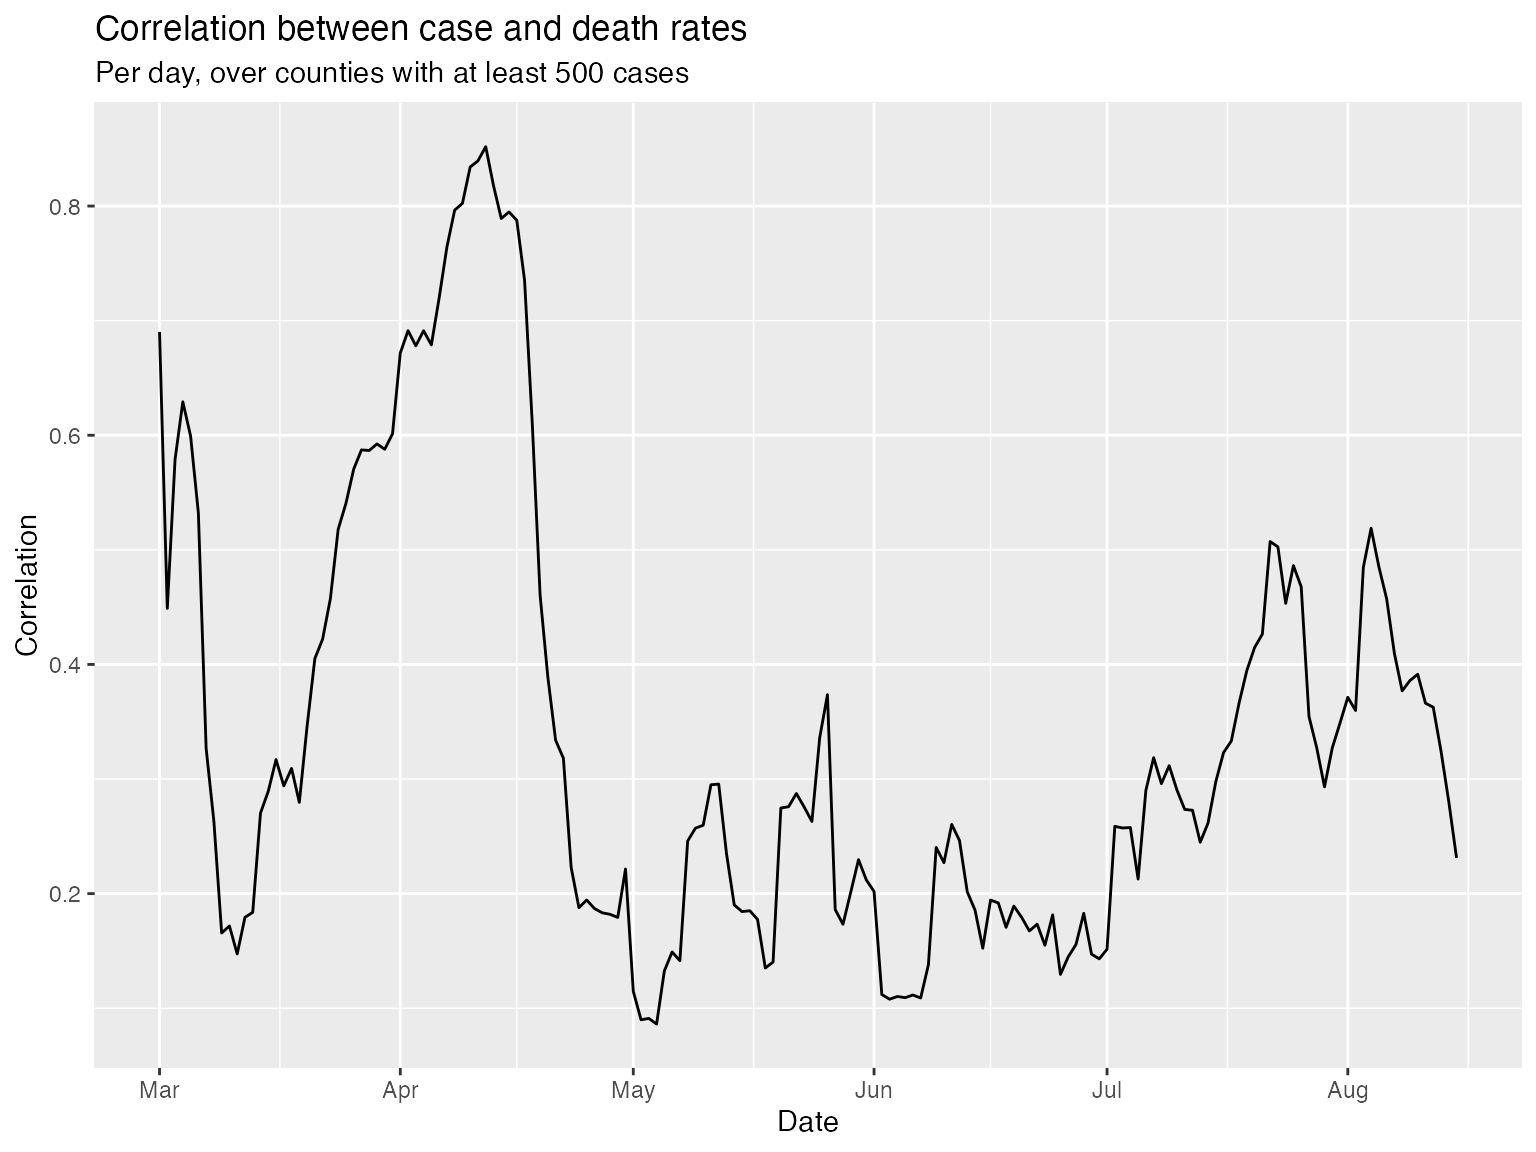 Correlation between case and death rates
Per day, over counties with at least 500 cases
Correlation
0.8
0.6
0.4
0.2
Mar Apr May Jun Jul Aug
Date